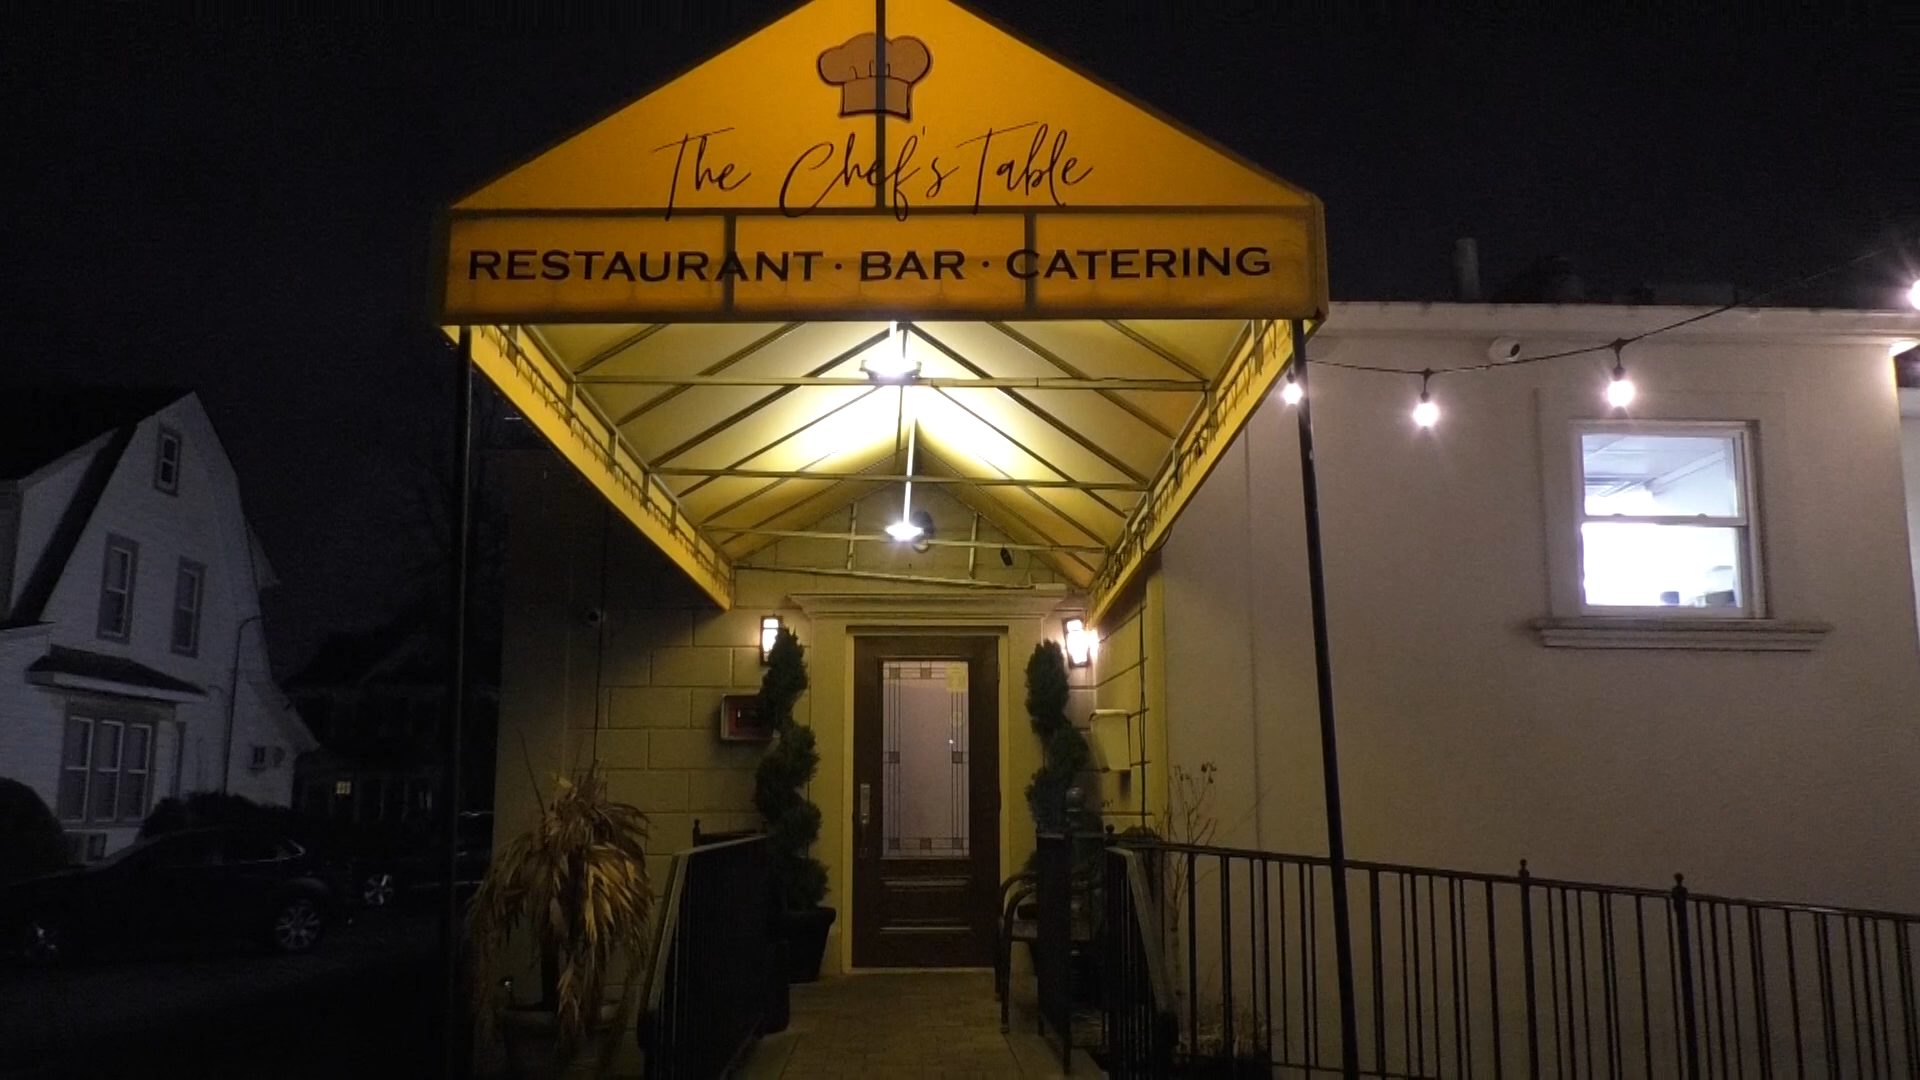 The Chef's Table
RESTAURANT · BAR · CATERING